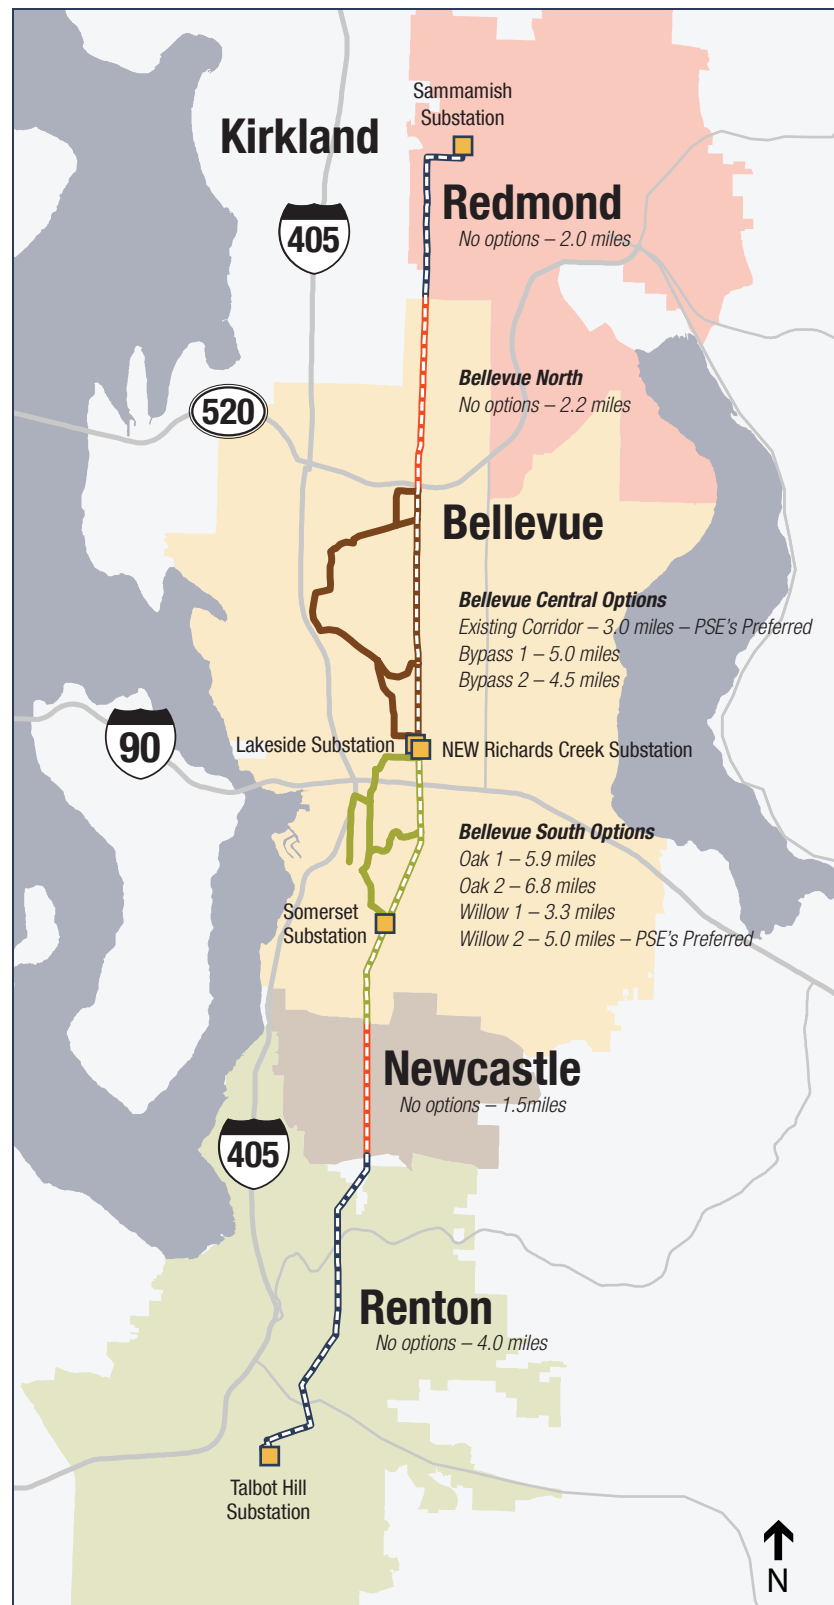 Sammamish
Substation
Kirkland
Redmond
No options – 2.0 miles
405
Bellevue North
No options – 2.2 miles
520
Bellevue
Bellevue Central Options
Existing Corridor – 3.0 miles – PSE's Preferred
Bypass 1 – 5.0 miles
Bypass 2 – 4.5 miles
90
Lakeside Substation
NEW Richards Creek Substation
Bellevue South Options
Oak 1 – 5.9 miles
Oak 2 – 6.8 miles
Willow 1 – 3.3 miles
Willow 2 – 5.0 miles – PSE's Preferred
Somerset
Substation
Newcastle
No options – 1.5miles
405
Renton
No options – 4.0 miles
Talbot Hill
Substation
N